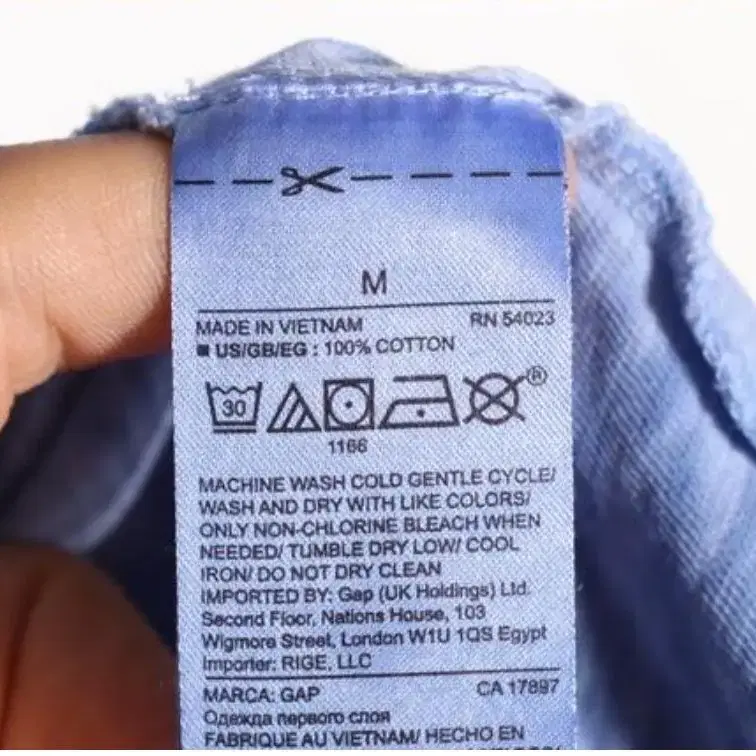 M
MADE IN VIETNAM RN 54023
■ US/GB/EG : 100% COTTON
30 ®
1166
MACHINE WASH COLD GENTLE CYCLE/
WASH AND DRY WITH LIKE COLORS/
ONLY NON-CHLORINE BLEACH WHEN
NEEDED/ TUMBLE DRY LOW/ COOL
IRON/ DO NOT DRY CLEAN
IMPORTED BY: Gap (UK Holdings) Ltd.
Second Floor, Nations House, 103
Wigmore Street, London W1U 1QS Egypt
Importer: RIGE, LLC
MARCA: GAP CA 17897
Одежда первого слоя
FABRIQUE AU VIETNAM/ HECHO EN